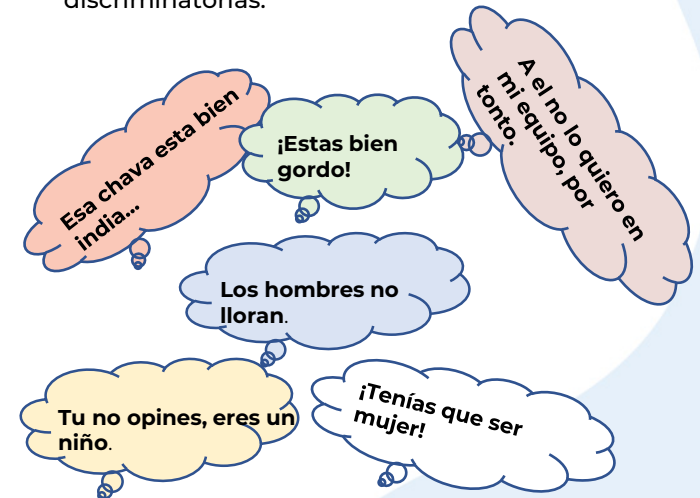 discriminatorias.
Esa chava esta bien
india...
¡Estas bien
gordo!
A el no lo quiero en
mi equipo, por
tonto.
Los hombres no
lloran.
Tu no opines, eres un
niño.
¡Tenías que ser
mujer!